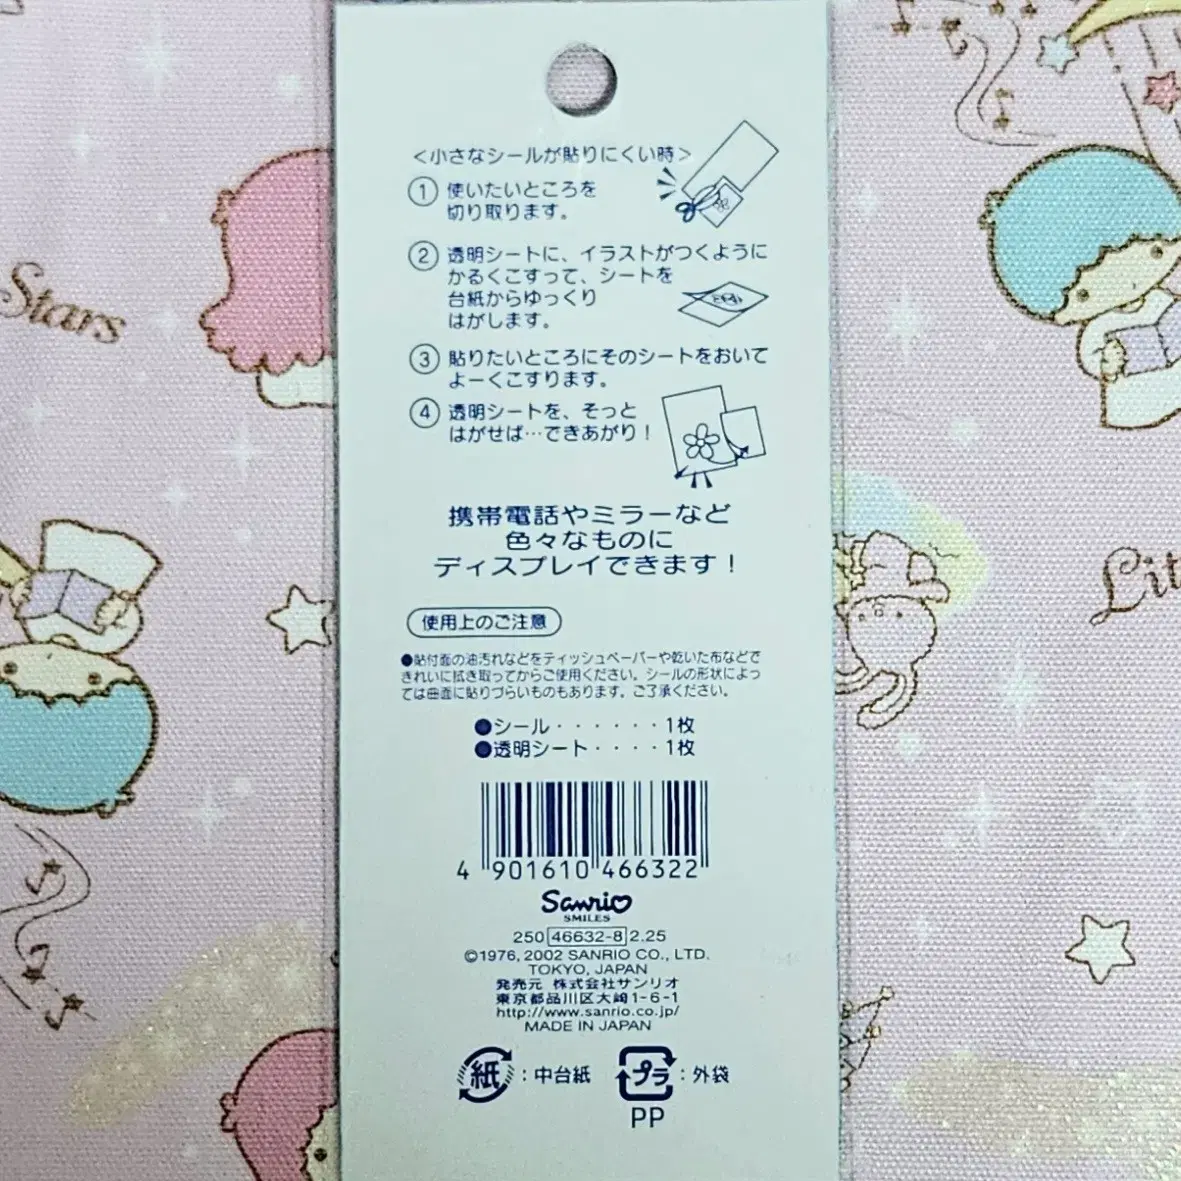 <小さなシールが貼りにくい時>
① 使いたいところを
切り取ります。
② 透明シートに、イラストがつくように
かるくこすって、シートを
台紙からゆっくり
はがします。
③ 貼りたいところにそのシートをおいて
よーくこすります。
④ 透明シートを、そっと
はがせば…できあがり！
携帯電話やミラーなど
色々なものに
ディスプレイできます！
使用上のご注意
●貼付面の油汚れなどをティッシュペーパーや乾いた布などで
きれいに拭き取ってからご使用ください。シールの形状によっ
ては曲面に貼りづらいものもあります。ご了承ください。
●シール・・・・・・1枚
●透明シート・・・・1枚
4 901610 466322
Sanrio
SMILES
250 46632-8 2.25
©1976, 2002 SANRIO CO., LTD.
TOKYO, JAPAN
発売元 株式会社サンリオ
東京都品川区大崎1-6-1
http://www.sanrio.co.jp/
MADE IN JAPAN
紙:中台紙 プラ:外袋
PP
Stars
Lit